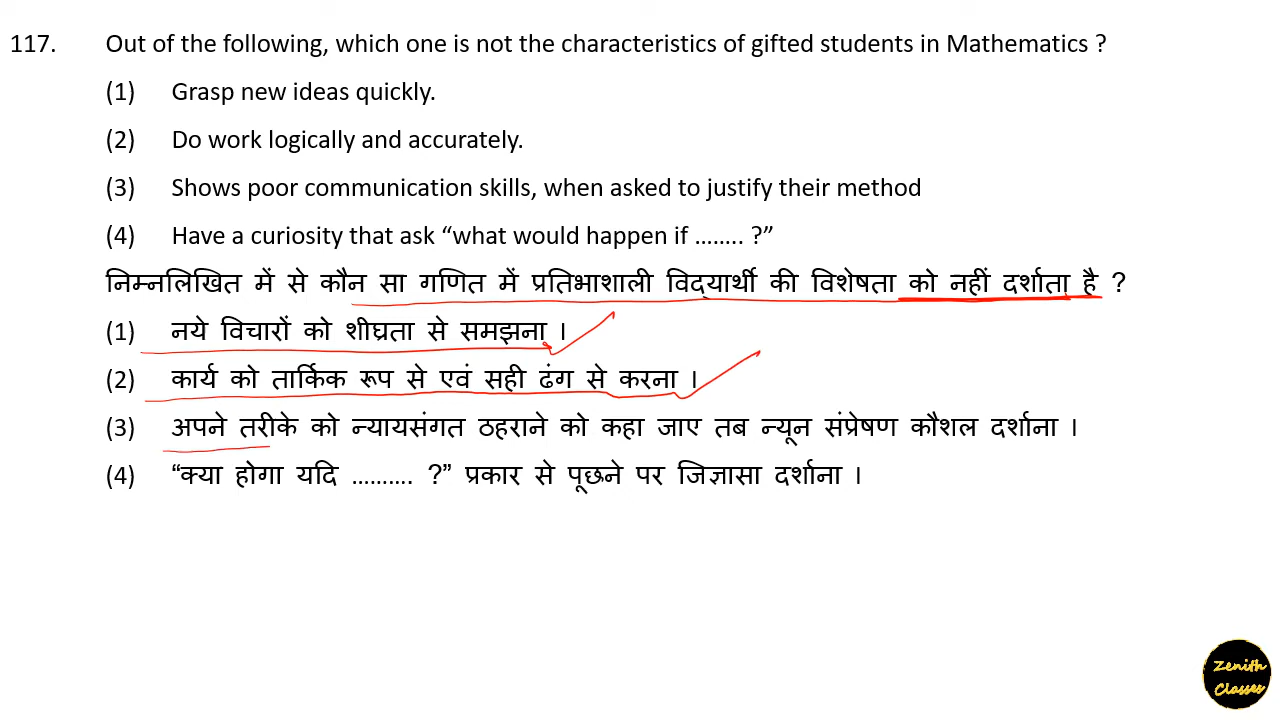 117. Out of the following, which one is not the characteristics of gifted students in Mathematics ?
(1) Grasp new ideas quickly.
(2) Do work logically and accurately.
(3) Shows poor communication skills, when asked to justify their method
(4) Have a curiosity that ask “what would happen if …….. ?”
निम्नलिखित में से कौन सा गणित में प्रतिभाशाली विद्यार्थी की विशेषता को नहीं दर्शाता है ?
(1) नये विचारों को शीघ्रता से समझना ।
(2) कार्य को तार्किक रूप से एवं सही ढंग से करना ।
(3) अपने तरीके को न्यायसंगत ठहराने को कहा जाए तब न्यून संप्रेषण कौशल दर्शाना ।
(4) “क्या होगा यदि ………. ?” प्रकार से पूछने पर जिज्ञासा दर्शाना ।
Zenith
Classes